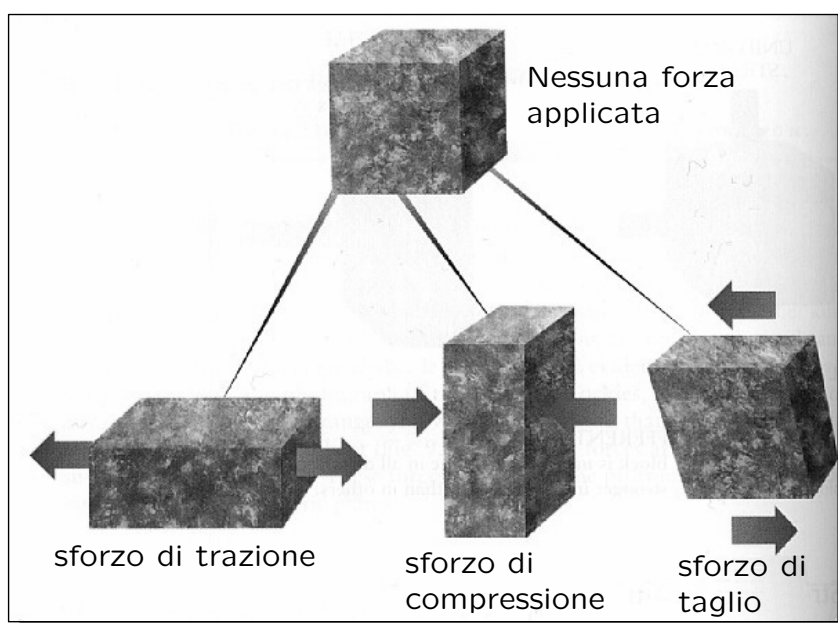 Nessuna forza
applicata
sforzo di trazione
sforzo di
compressione
sforzo di
taglio